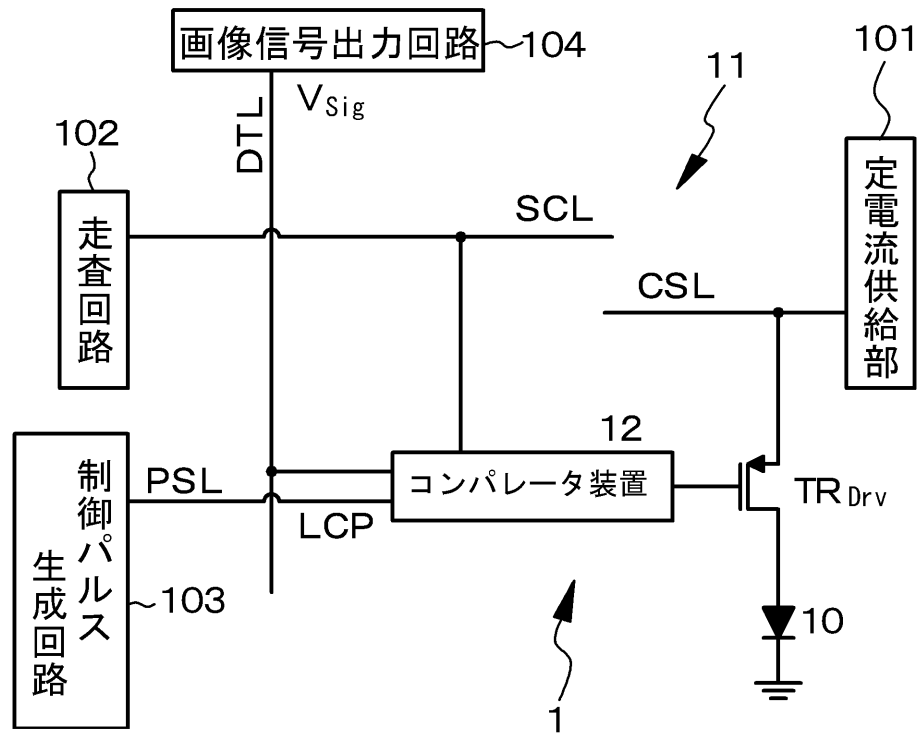 画像信号出力回路
104
VSig
DTL
101
11
102
定電流供給部
走査回路
SCL
CSL
12
制御パルス
生成回路
PSL
コンパレータ装置
LCP
TRDrv
103
10
1